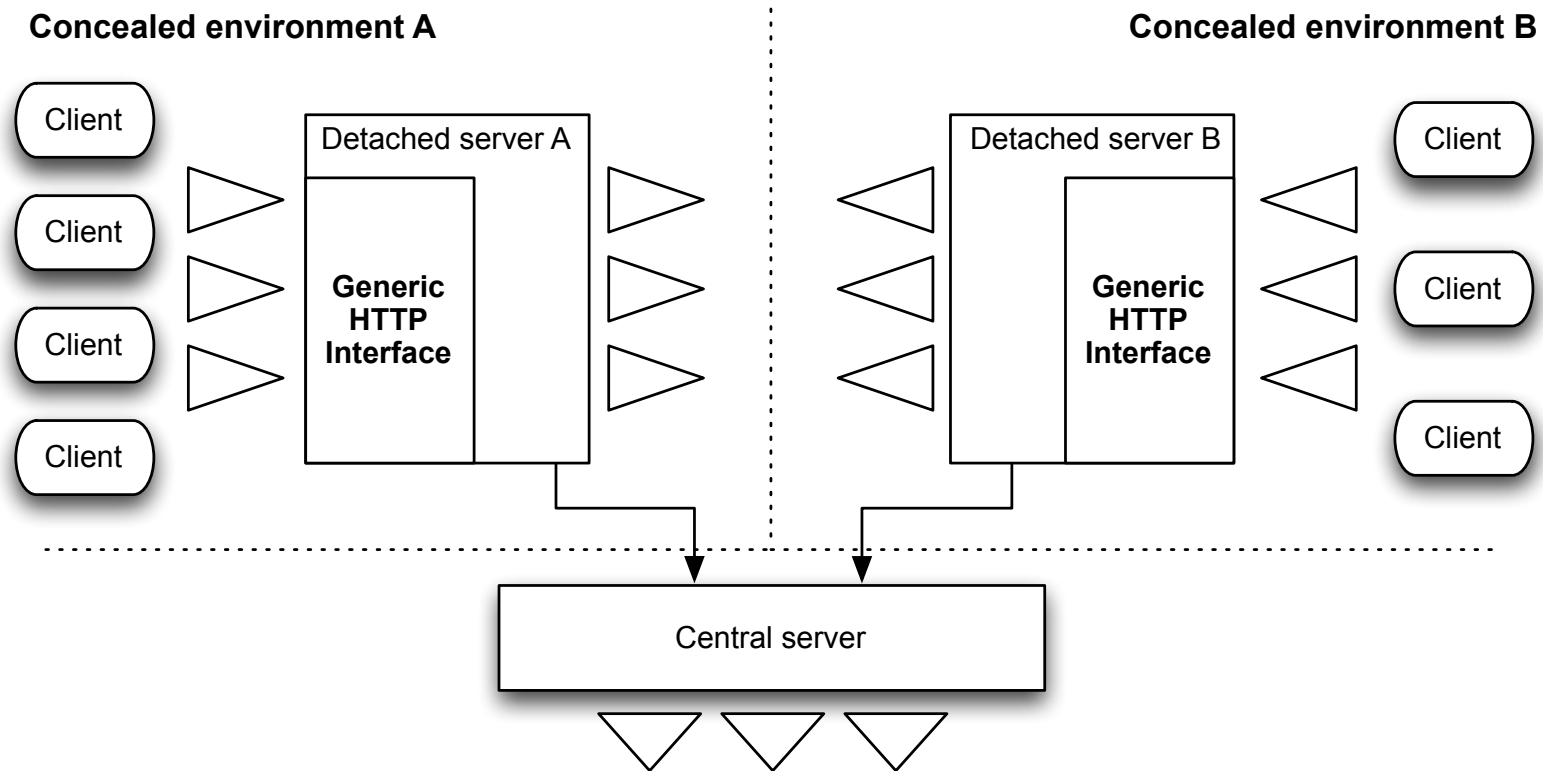 Concealed environment A
Concealed environment B
Client
Client
Client
Client
Detached server A
Generic
HTTP
Interface
Detached server B
Generic
HTTP
Interface
Client
Client
Client
Central server